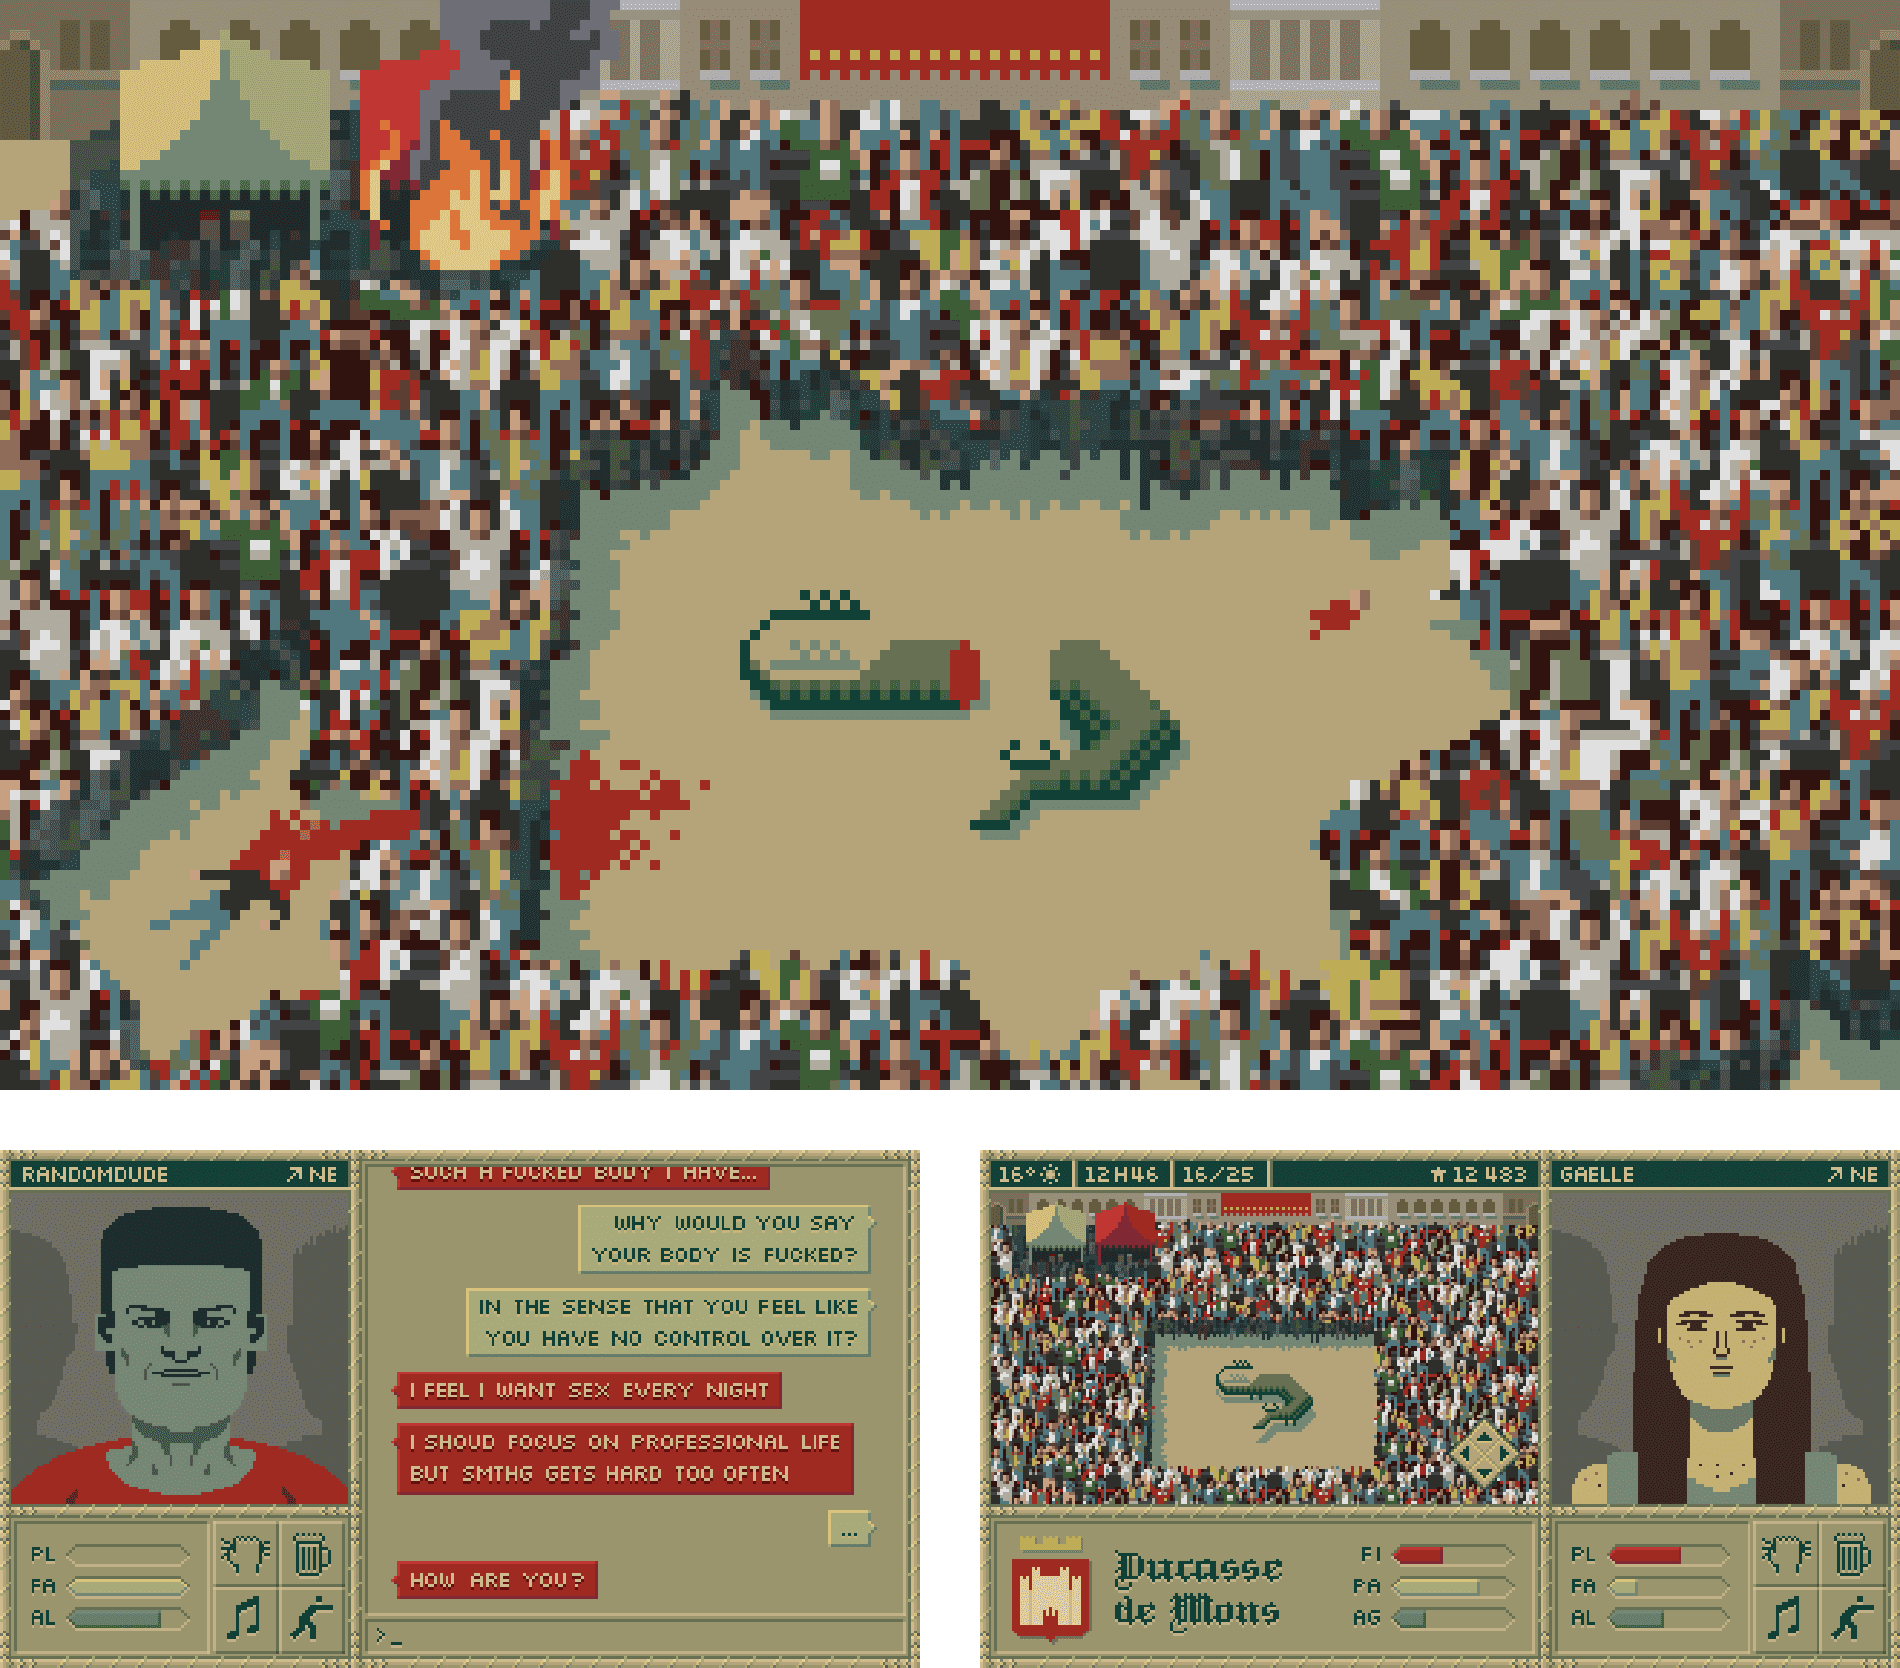 RANDOMDUDE
NE
SUCH A FUCKED BODY I HAVE...
WHY WOULD YOU SAY
YOUR BODY IS FUCKED?
IN THE SENSE THAT YOU FEEL LIKE
YOU HAVE NO CONTROL OVER IT?
I FEEL I WANT SEX EVERY NIGHT
I SHOUD FOCUS ON PROFESSIONAL LIFE
BUT SMTHG GETS HARD TOO OFTEN
...
HOW ARE YOU?
>_
PL
FA
AL
16° 12H46 16/25 12 483
GAELLE
NE
Ducasse
de Mons
FI
PA
AG
PL
FA
AL